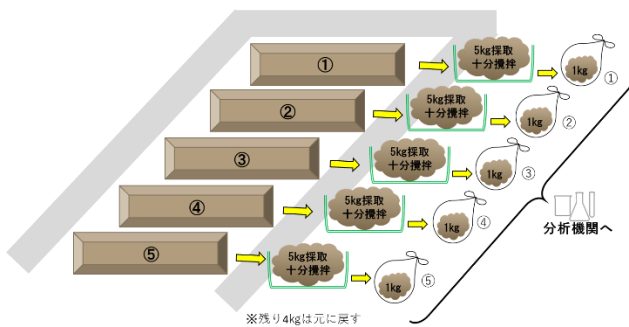 ①
5kg採取
十分攪拌
1kg
①
②
5kg採取
十分攪拌
1kg
②
③
5kg採取
十分攪拌
1kg
③
④
5kg採取
十分攪拌
1kg
④
⑤
5kg採取
十分攪拌
1kg
⑤
分析機関へ
※残り4kgは元に戻す